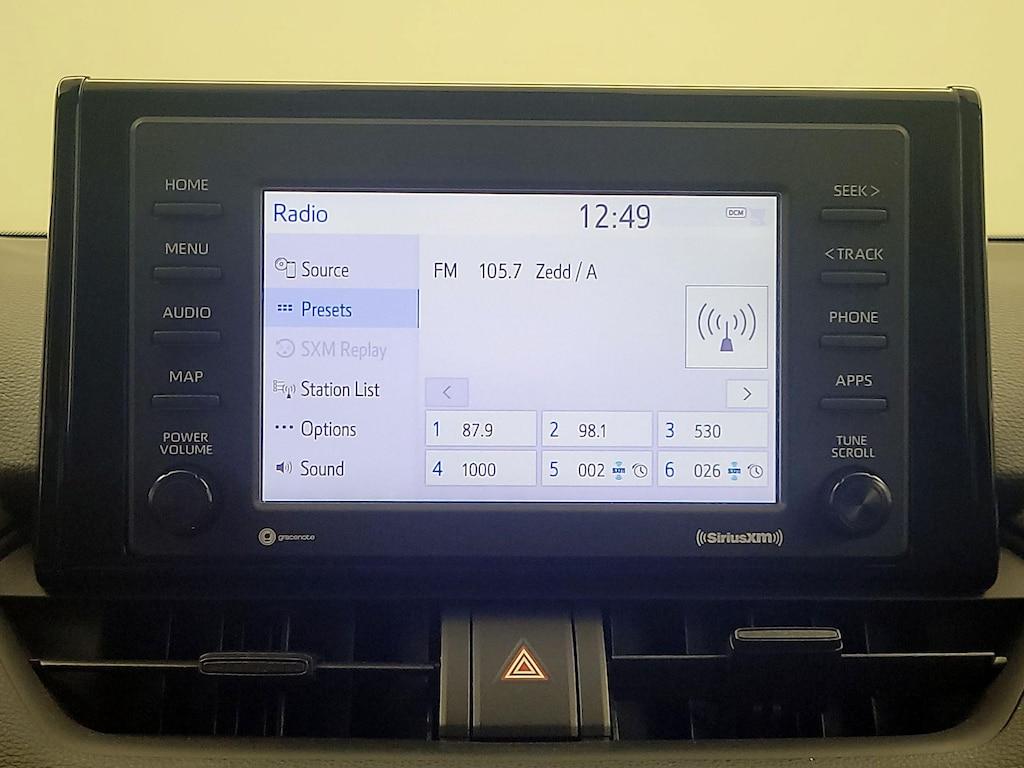 HOME
MENU
AUDIO
MAP
POWER
VOLUME
Radio
12:49
DCM
Source
Presets
SXM Replay
Station List
Options
Sound
FM 105.7 Zedd / A
<
>
1 87.9
2 98.1
3 530
4 1000
5 002 SXM
6 026 SXM
SEEK >
< TRACK
PHONE
APPS
TUNE
SCROLL
gracenote
((SiriusXM))